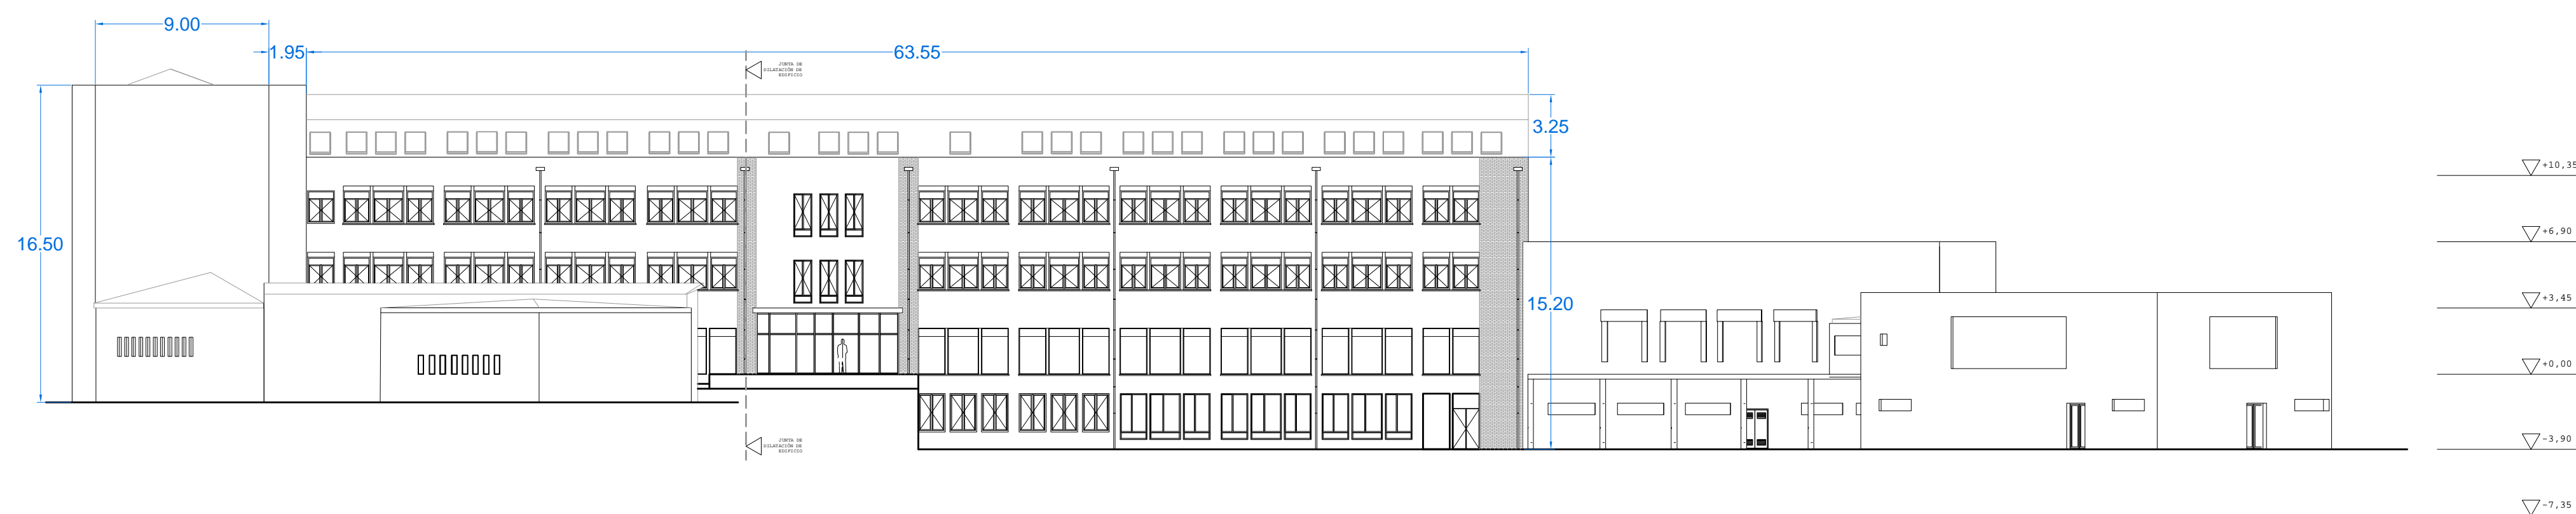 9.00
1.95
63.55
JUNTA DE
DILATACIÓN DE
EDIFICIO
3.25
+10,35
+6,90
16.50
+3,45
15.20
+0,00
JUNTA DE
DILATACIÓN DE
EDIFICIO
-3,90
-7,35